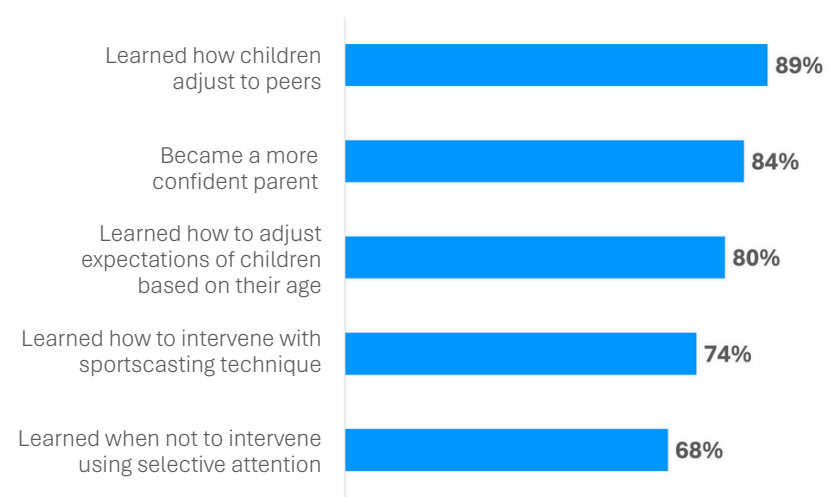 Learned how children
adjust to peers
89%
Became a more
confident parent
84%
Learned how to adjust
expectations of children
based on their age
80%
Learned how to intervene with
sportscasting technique
74%
Learned when not to intervene
using selective attention
68%